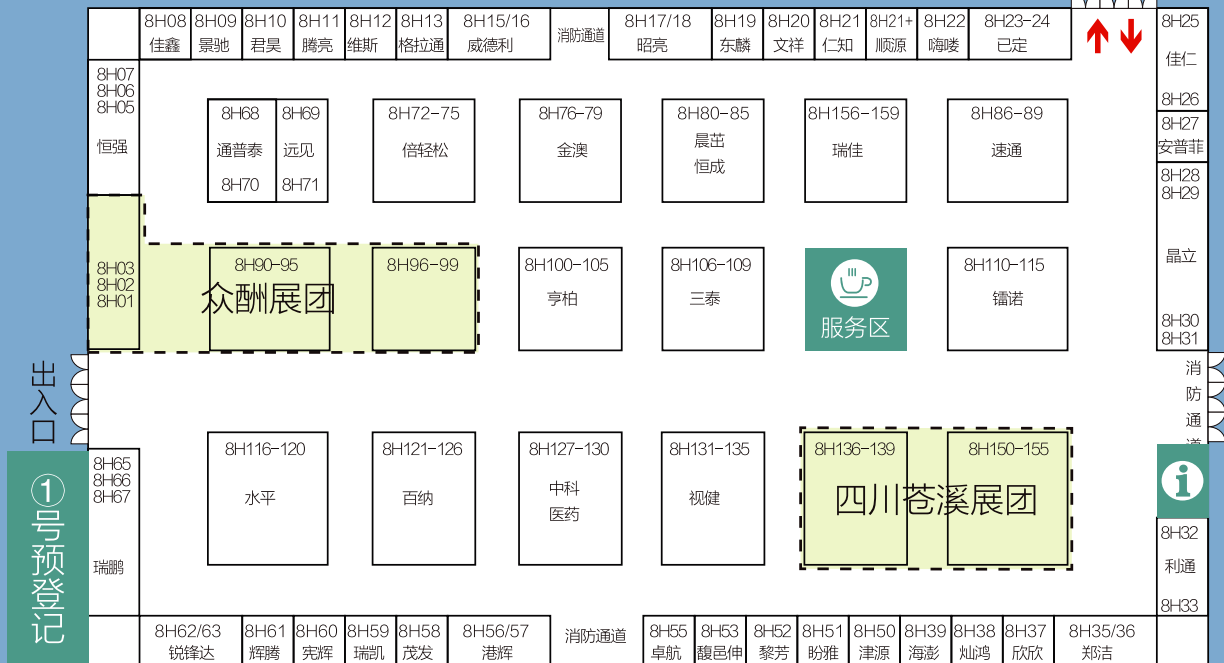 8H08
佳鑫
8H09
景驰
8H10
君昊
8H11
腾亮
8H12
维斯
8H13
格拉通
8H15/16
威德利
消防通道
8H17/18
昭亮
8H19
东麟
8H20
文祥
8H21
仁知
8H21+
顺源
8H22
嗨喽
8H23-24
已定
8H25
佳仁
8H26
8H27
安普菲
8H28
8H29
晶立
8H30
8H31
消防通道
8H07
8H06
8H05
恒强
8H68
通普泰
8H70
8H69
远见
8H71
8H72-75
倍轻松
8H76-79
金澳
8H80-85
晨茁
恒成
8H156-159
瑞佳
8H86-89
速通
8H03
8H02
8H01
8H90-95
8H96-99
众酬展团
8H100-105
亨柏
8H106-109
三泰
服务区
8H110-115
镭诺
出入口
①号预登记
8H65
8H66
8H67
瑞鹏
8H116-120
水平
8H121-126
百纳
8H127-130
中科
医药
8H131-135
视健
8H136-139
8H150-155
四川苍溪展团
i
8H32
利通
8H33
8H62/63
锐锋达
8H61
辉腾
8H60
宪辉
8H59
瑞凯
8H58
茂发
8H56/57
港辉
消防通道
8H55
卓航
8H53
馥邑伸
8H52
黎芳
8H51
盼雅
8H50
津源
8H39
海澎
8H38
灿鸿
8H37
欣欣
8H35/36
郑洁